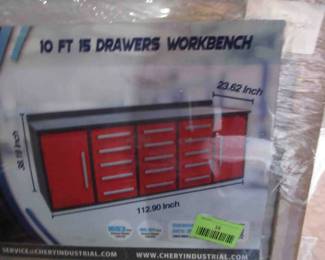 10 FT 15 DRAWERS WORKBENCH
23.62 Inch
38.19 Inch
112.90 Inch
SERVICE@CHERYINDUSTRIAL.COM
WWW.CHERYINDUSTRIAL.COM